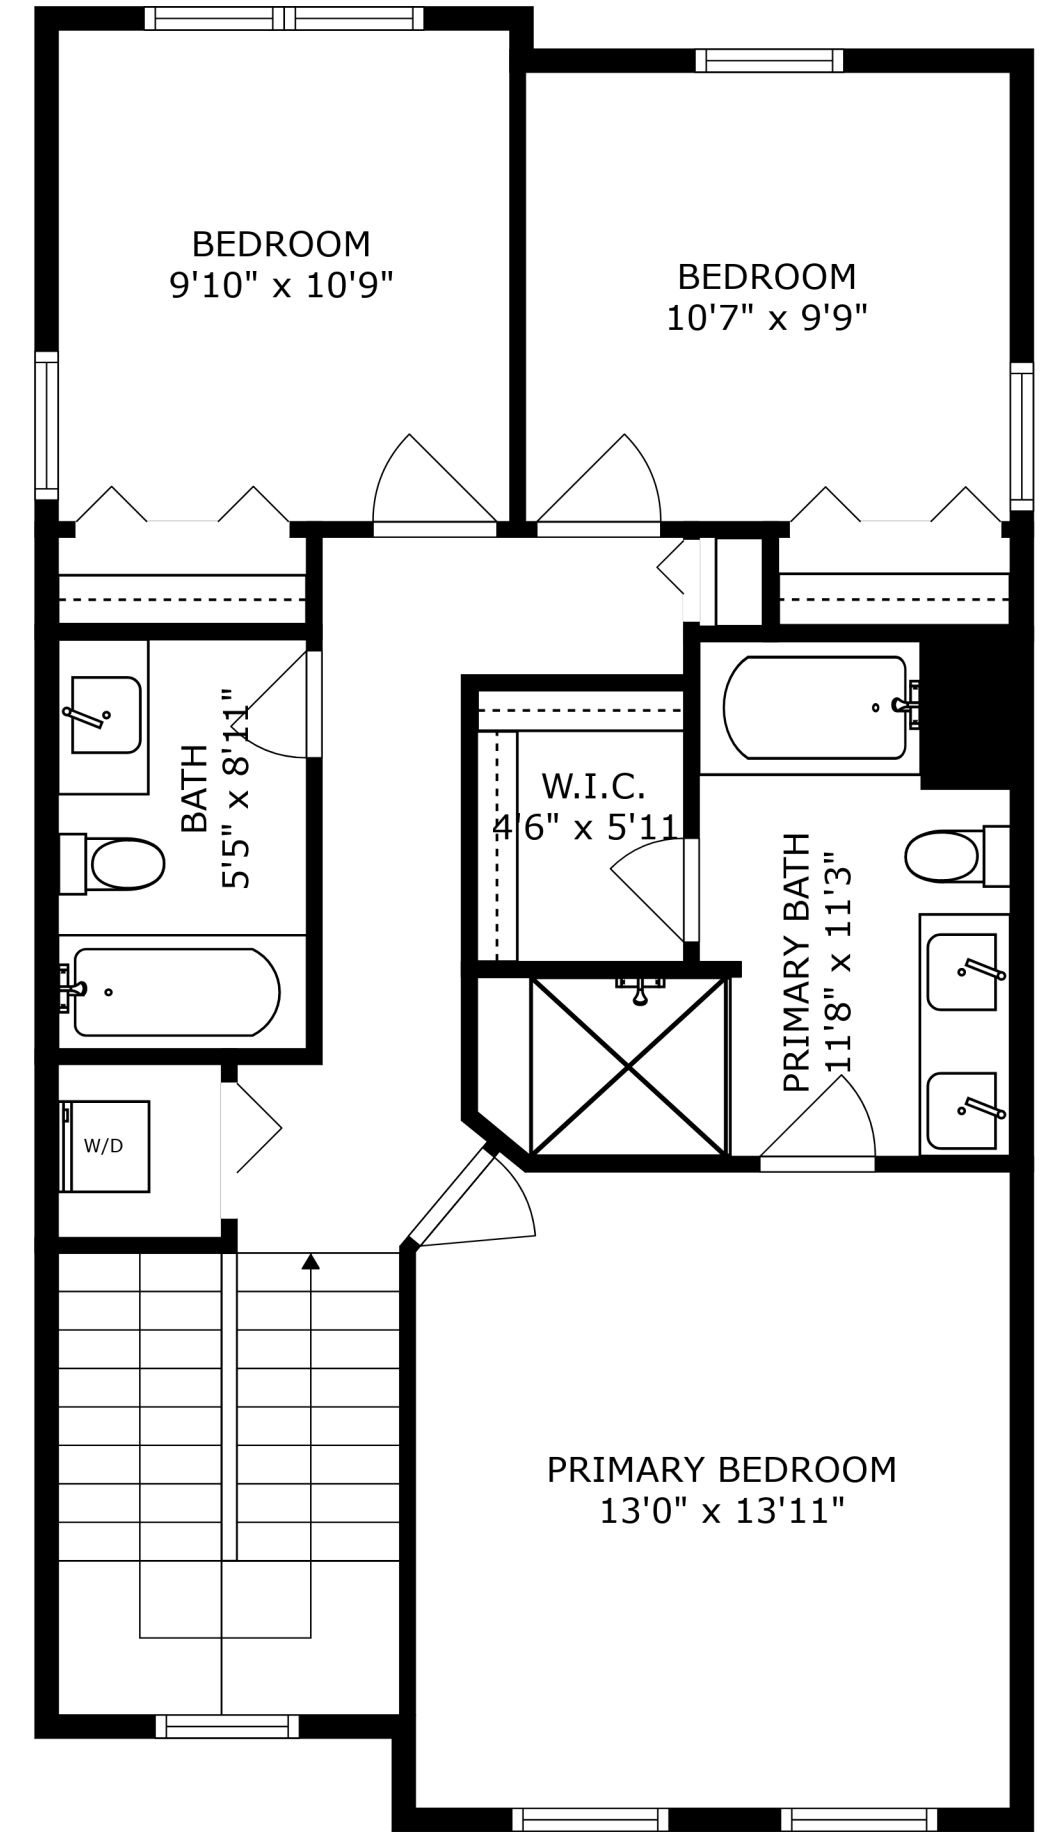 BEDROOM
9'10" x 10'9"
BEDROOM
10'7" x 9'9"
BATH
5'5" x 8'11"
W.I.C.
4'6" x 5'11
PRIMARY BATH
11'8" x 11'3"
W/D
PRIMARY BEDROOM
13'0" x 13'11"